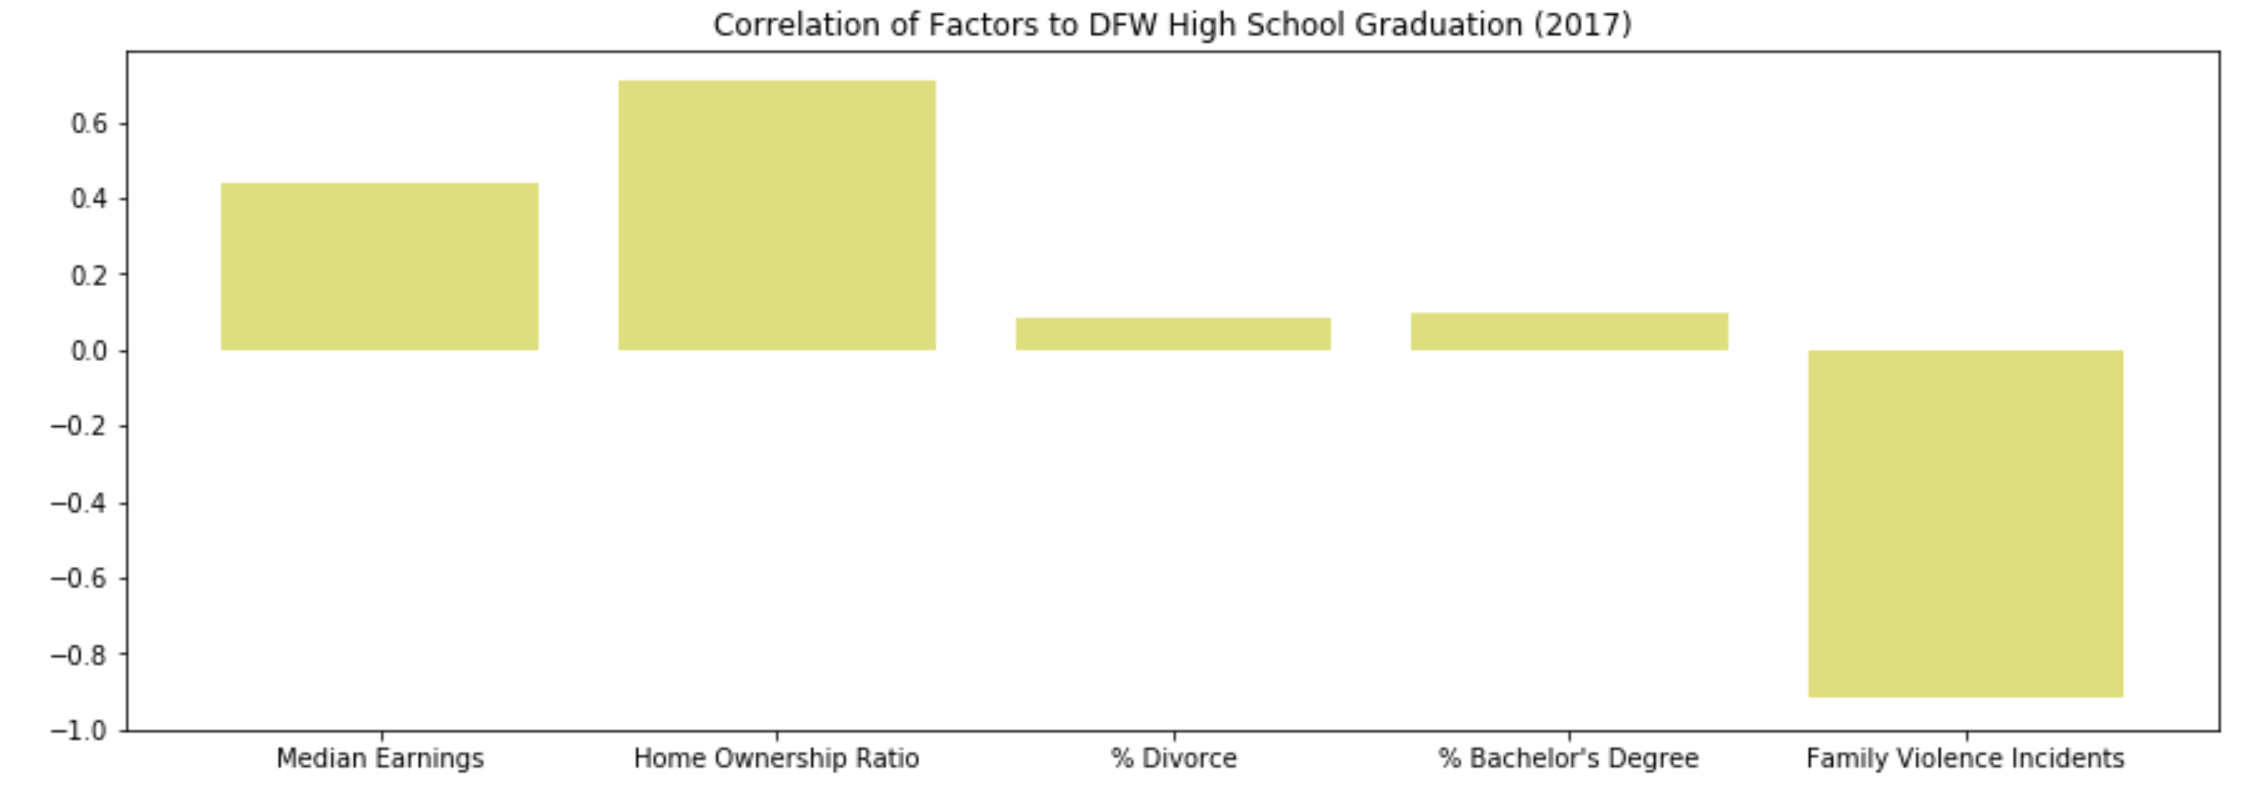 Correlation of Factors to DFW High School Graduation (2017)
0.6
0.4
0.2
0.0
−0.2
−0.4
−0.6
−0.8
−1.0
Median Earnings
Home Ownership Ratio
% Divorce
% Bachelor's Degree
Family Violence Incidents